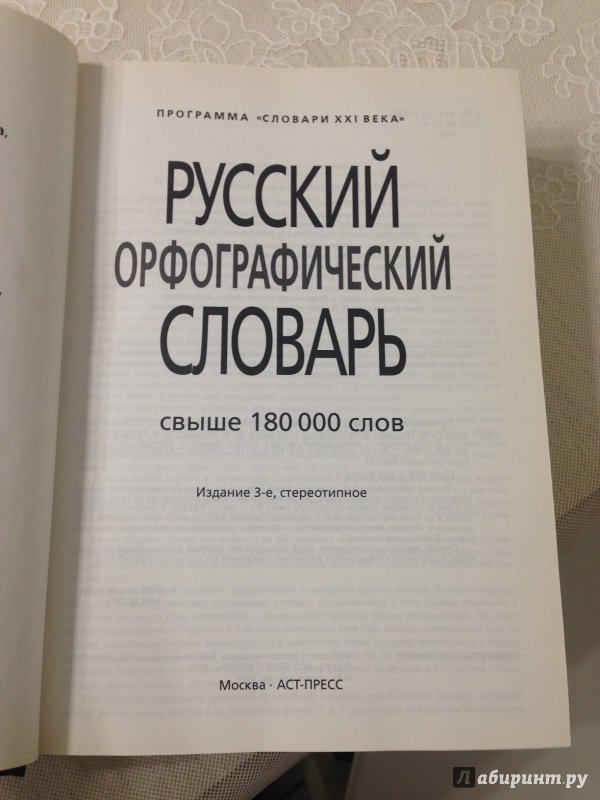 ПРОГРАММА «СЛОВАРИ XXI ВЕКА»
РУССКИЙ
ОРФОГРАФИЧЕСКИЙ
СЛОВАРЬ
свыше 180 000 слов
Издание 3-е, стереотипное
Москва · АСТ-ПРЕСС
Лабиринт.ру